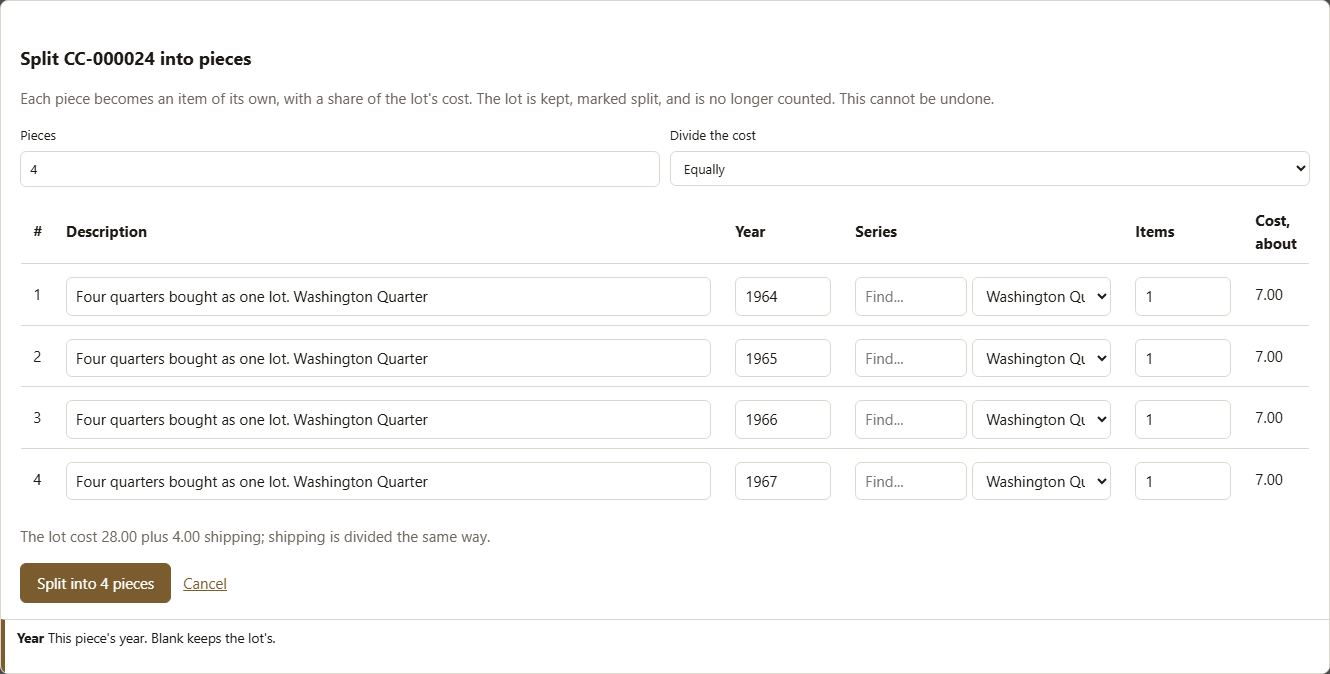 Split CC-000024 into pieces
Each piece becomes an item of its own, with a share of the lot's cost. The lot is kept, marked split, and is no longer counted. This cannot be undone.
Pieces Divide the cost
4 Equally
# Description Year Series Items Cost, about
1 Four quarters bought as one lot. Washington Quarter 1964 Find... Washington Qu 1 7.00
2 Four quarters bought as one lot. Washington Quarter 1965 Find... Washington Qu 1 7.00
3 Four quarters bought as one lot. Washington Quarter 1966 Find... Washington Qu 1 7.00
4 Four quarters bought as one lot. Washington Quarter 1967 Find... Washington Qu 1 7.00
The lot cost 28.00 plus 4.00 shipping; shipping is divided the same way.
Split into 4 pieces Cancel
Year This piece's year. Blank keeps the lot's.